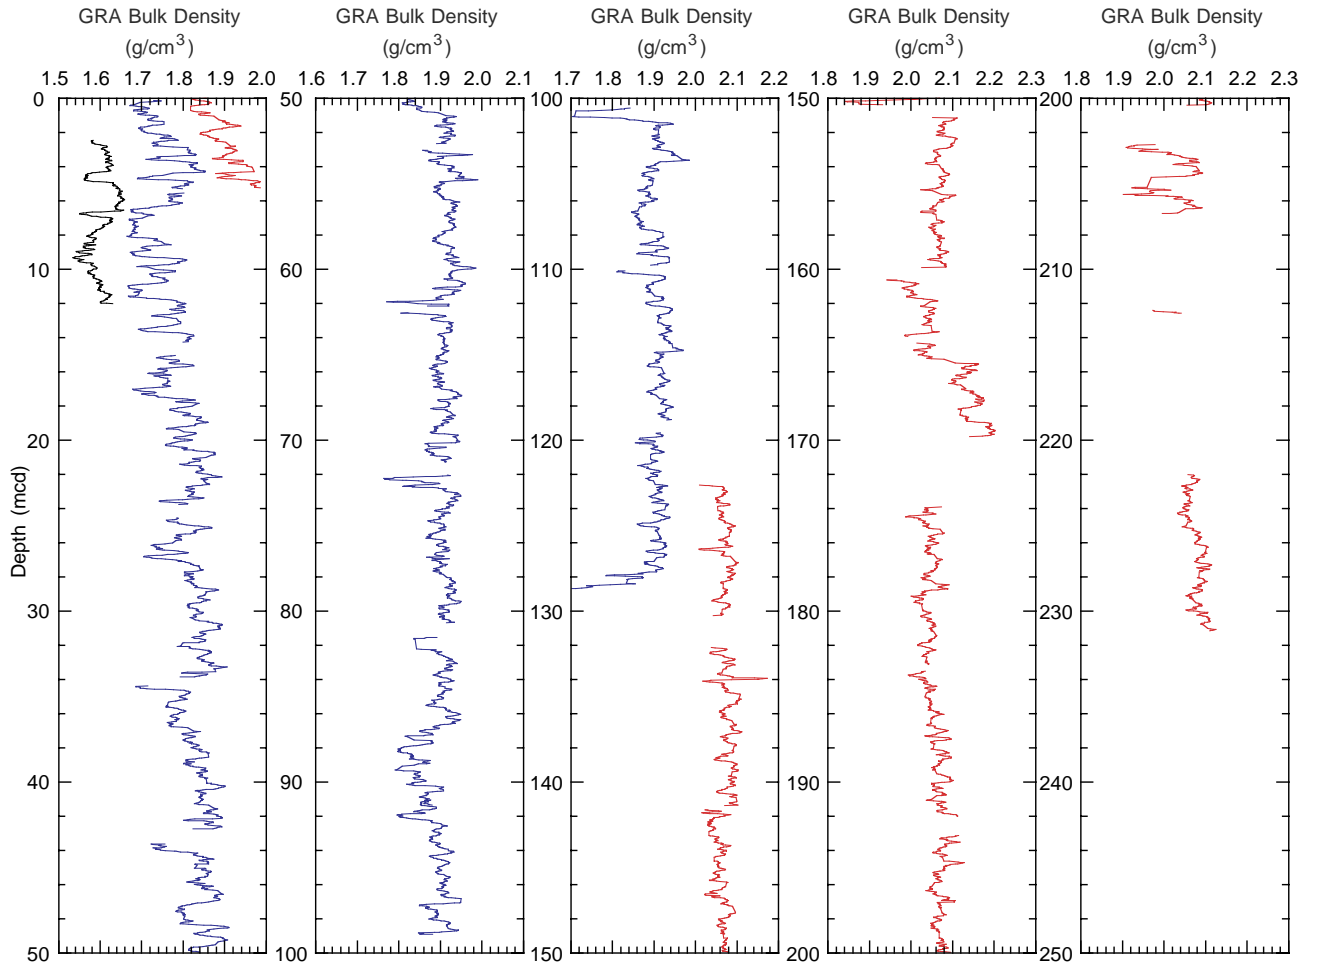 GRA Bulk Density GRA Bulk Density GRA Bulk Density GRA Bulk Density GRA Bulk Density
(g/cm³) (g/cm³) (g/cm³) (g/cm³) (g/cm³)
1.5 1.6 1.7 1.8 1.9 2.0 1.6 1.7 1.8 1.9 2.0 2.1 1.7 1.8 1.9 2.0 2.1 2.2 1.8 1.9 2.0 2.1 2.2 2.3 1.8 1.9 2.0 2.1 2.2 2.3
0 50 100 150 200
10 60 110 160 210
20 70 120 170 220
Depth (mcd)
30 80 130 180 230
40 90 140 190 240
50 100 150 200 250